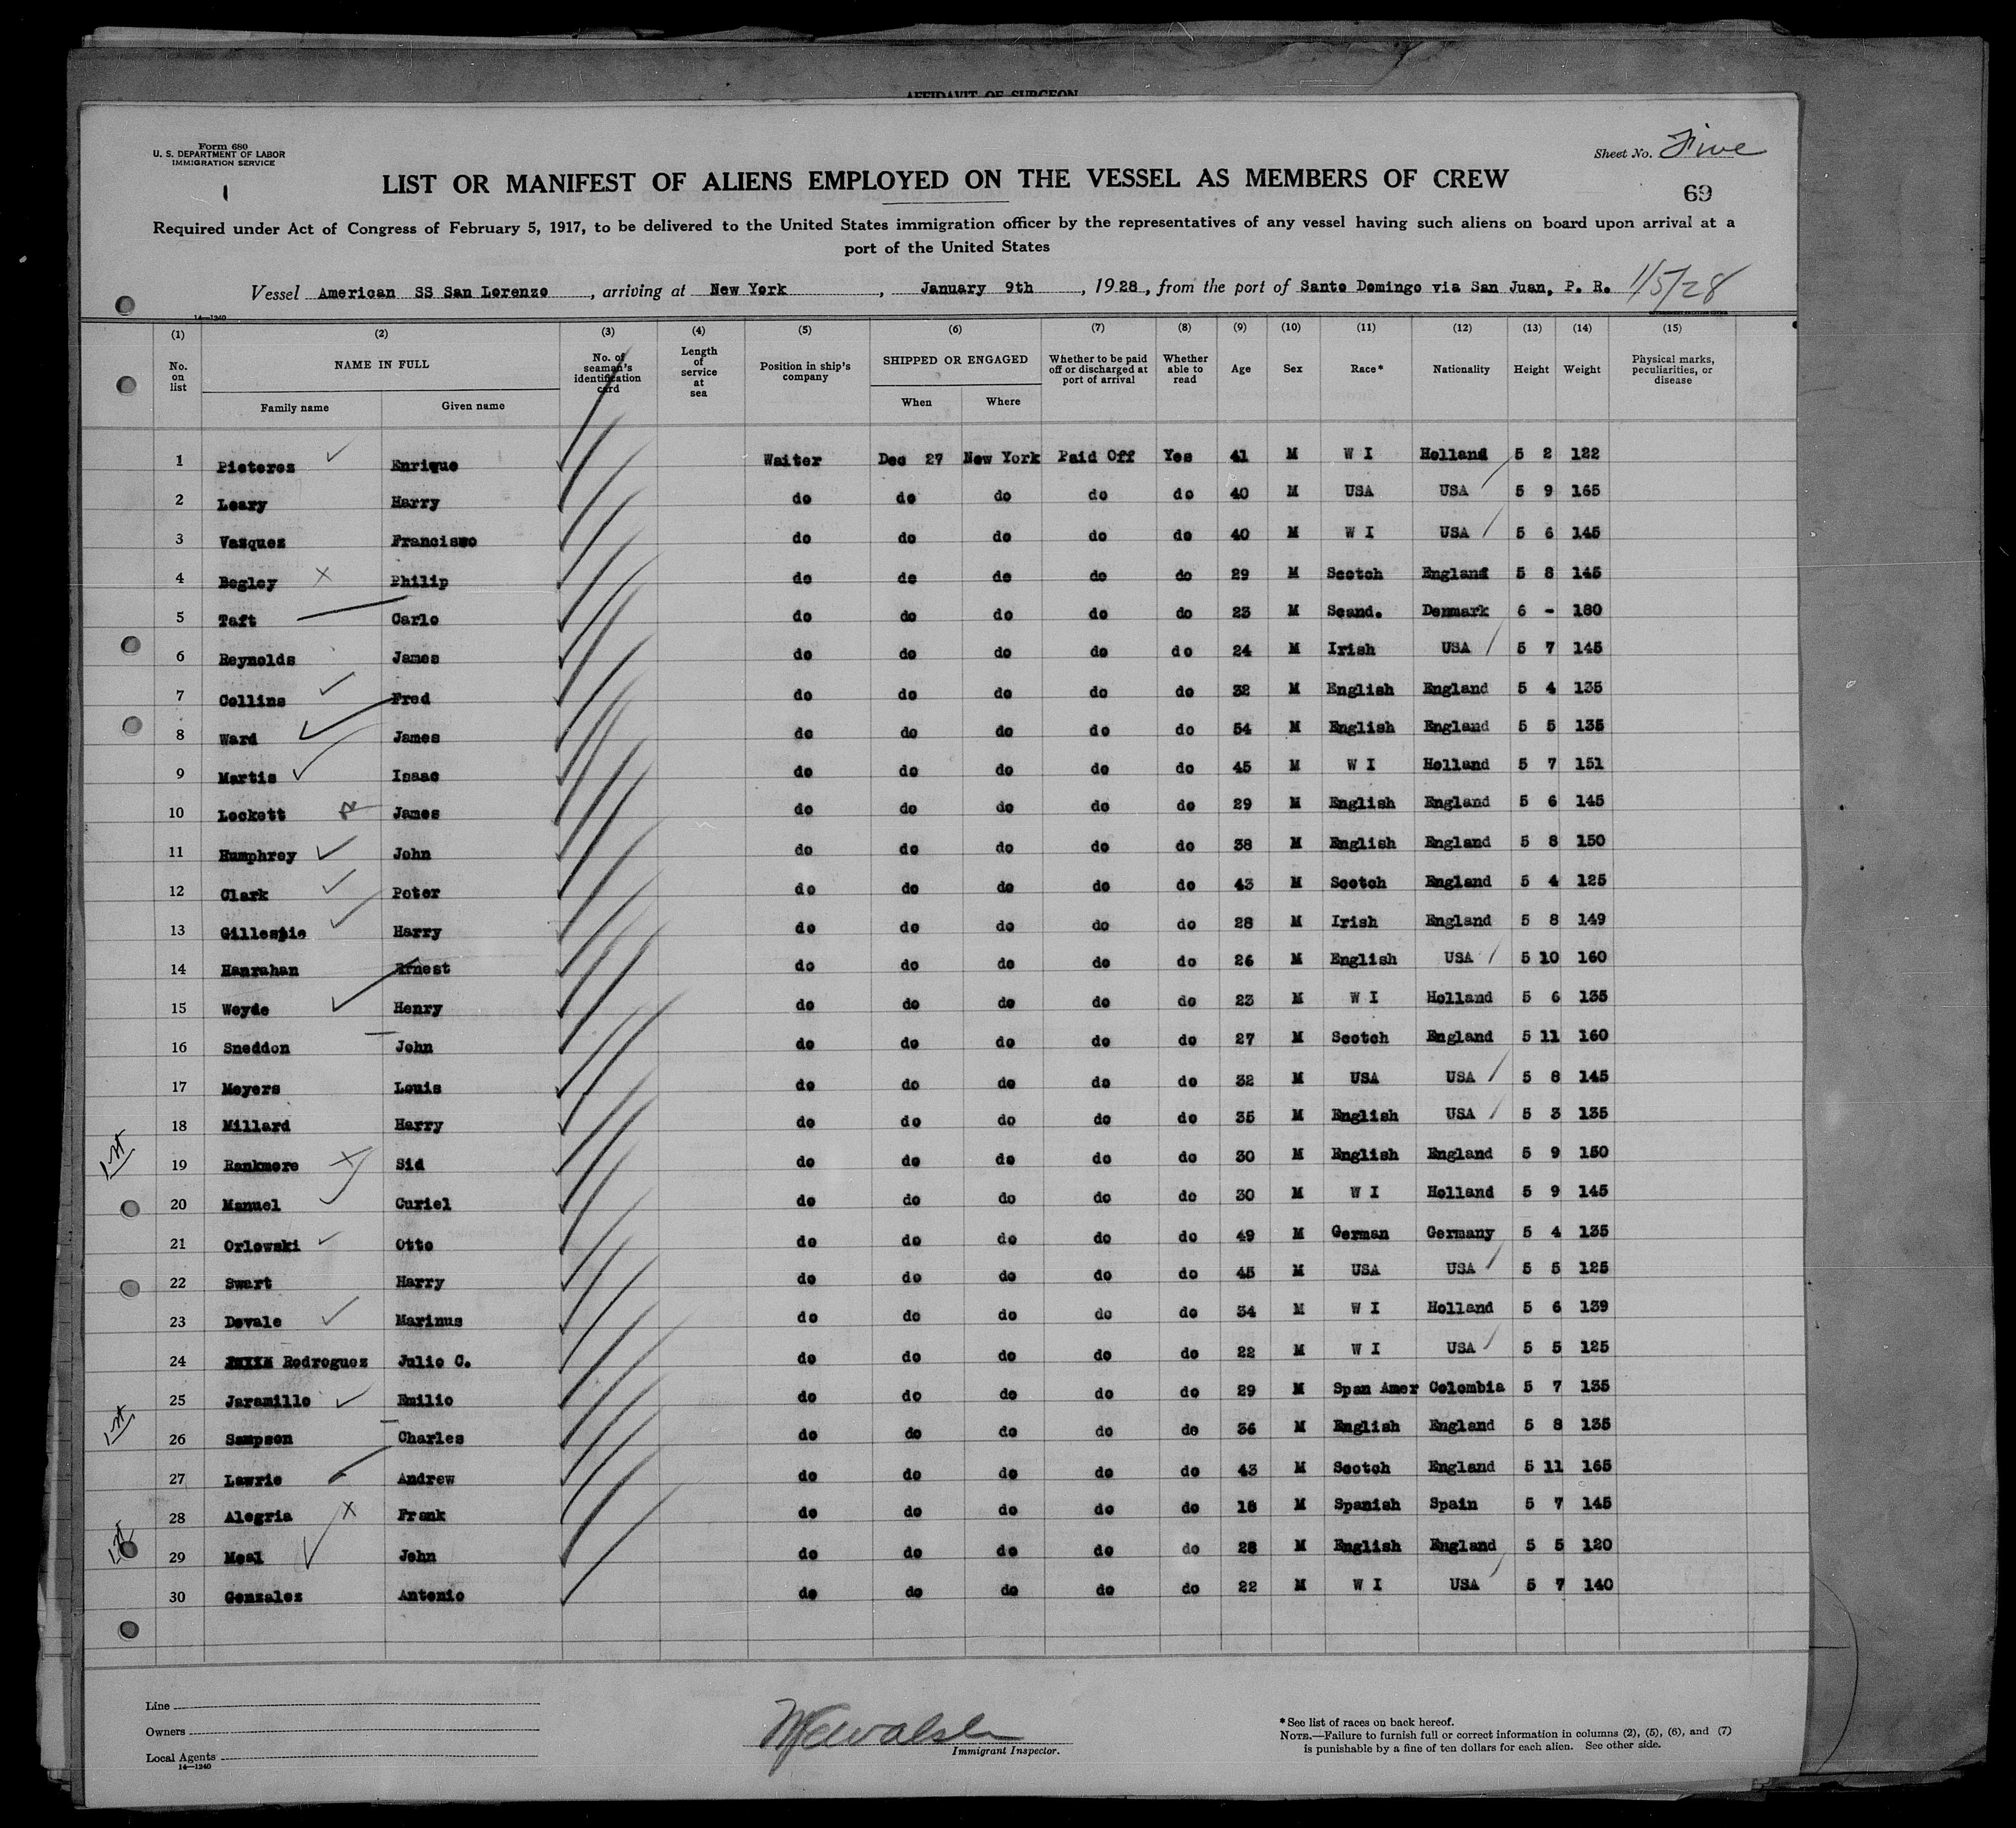 AFFIDAVIT OF SURGEON
Form 680
U. S. DEPARTMENT OF LABOR
IMMIGRATION SERVICE
1
Sheet No. Five
LIST OR MANIFEST OF ALIENS EMPLOYED ON THE VESSEL AS MEMBERS OF CREW
69
Required under Act of Congress of February 5, 1917, to be delivered to the United States immigration officer by the representatives of any vessel having such aliens on board upon arrival at a
port of the United States
Vessel American SS San Lorenzo, arriving at New York, January 9th, 1928, from the port of Santo Domingo via San Juan, P. R. 1/5/28
14—1240
(1) (2) (3) (4) (5) (6) (7) (8) (9) (10) (11) (12) (13) (14) (15)
No. on list NAME IN FULL No. of seaman's identification card Length of service at sea Position in ship's company SHIPPED OR ENGAGED Whether to be paid off or discharged at port of arrival Whether able to read Age Sex Race* Nationality Height Weight Physical marks, peculiarities, or disease
Family name Given name When Where
1 Pieteres Enrique Waiter Dec 27 New York Paid Off Yes 41 M W I Holland 5 2 122
2 Leary Harry do do do do do 40 M USA USA 5 9 165
3 Vazquez Francisco do do do do do 40 M W I USA 5 6 145
4 Begley Philip do do do do do 29 M Scotch England 5 8 145
5 Taft Carlo do do do do do 23 M Scand. Denmark 6 - 180
6 Reynolds James do do do do do 24 M Irish USA 5 7 145
7 Collins Fred do do do do do 32 M English England 5 4 135
8 Ward James do do do do do 54 M English England 5 5 135
9 Martis Isaac do do do do do 45 M W I Holland 5 7 151
10 Lockett James do do do do do 29 M English England 5 6 145
11 Humphrey John do do do do do 38 M English England 5 8 150
12 Clark Peter do do do do do 43 M Scotch England 5 4 125
13 Gillespie Harry do do do do do 28 M Irish England 5 8 149
14 Hanrahan Ernest do do do do do 26 M English USA 5 10 160
15 Weyde Henry do do do do do 23 M W I Holland 5 6 135
16 Sneddon John do do do do do 27 M Scotch England 5 11 160
17 Meyers Louis do do do do do 32 M USA USA 5 8 145
18 Millard Harry do do do do do 35 M English USA 5 3 135
1st 19 Rankmore Sid do do do do do 30 M English England 5 9 150
20 Manuel Curiel do do do do do 30 M W I Holland 5 9 145
21 Orlowski Otto do do do do do 49 M German Germany 5 4 135
22 Swart Harry do do do do do 45 M USA USA 5 5 125
23 Devale Marinus do do do do do 34 M W I Holland 5 6 139
24 Rodroguez Julio C. do do do do do 22 M W I USA 5 5 125
25 Jaramillo Emilio do do do do do 29 M Span Amer Colombia 5 7 135
1st 26 Sampson Charles do do do do do 36 M English England 5 8 135
27 Lawrie Andrew do do do do do 43 M Scotch England 5 11 165
28 Alegria Frank do do do do do 18 M Spanish Spain 5 7 145
1st 29 Meal John do do do do do 28 M English England 5 5 120
30 Gonzales Antonio do do do do do 22 M W I USA 5 7 140
Line
Owners
Local Agents
14—1240
Immigrant Inspector.
*See list of races on back hereof.
NOTE.—Failure to furnish full or correct information in columns (2), (5), (6), and (7)
is punishable by a fine of ten dollars for each alien. See other side.